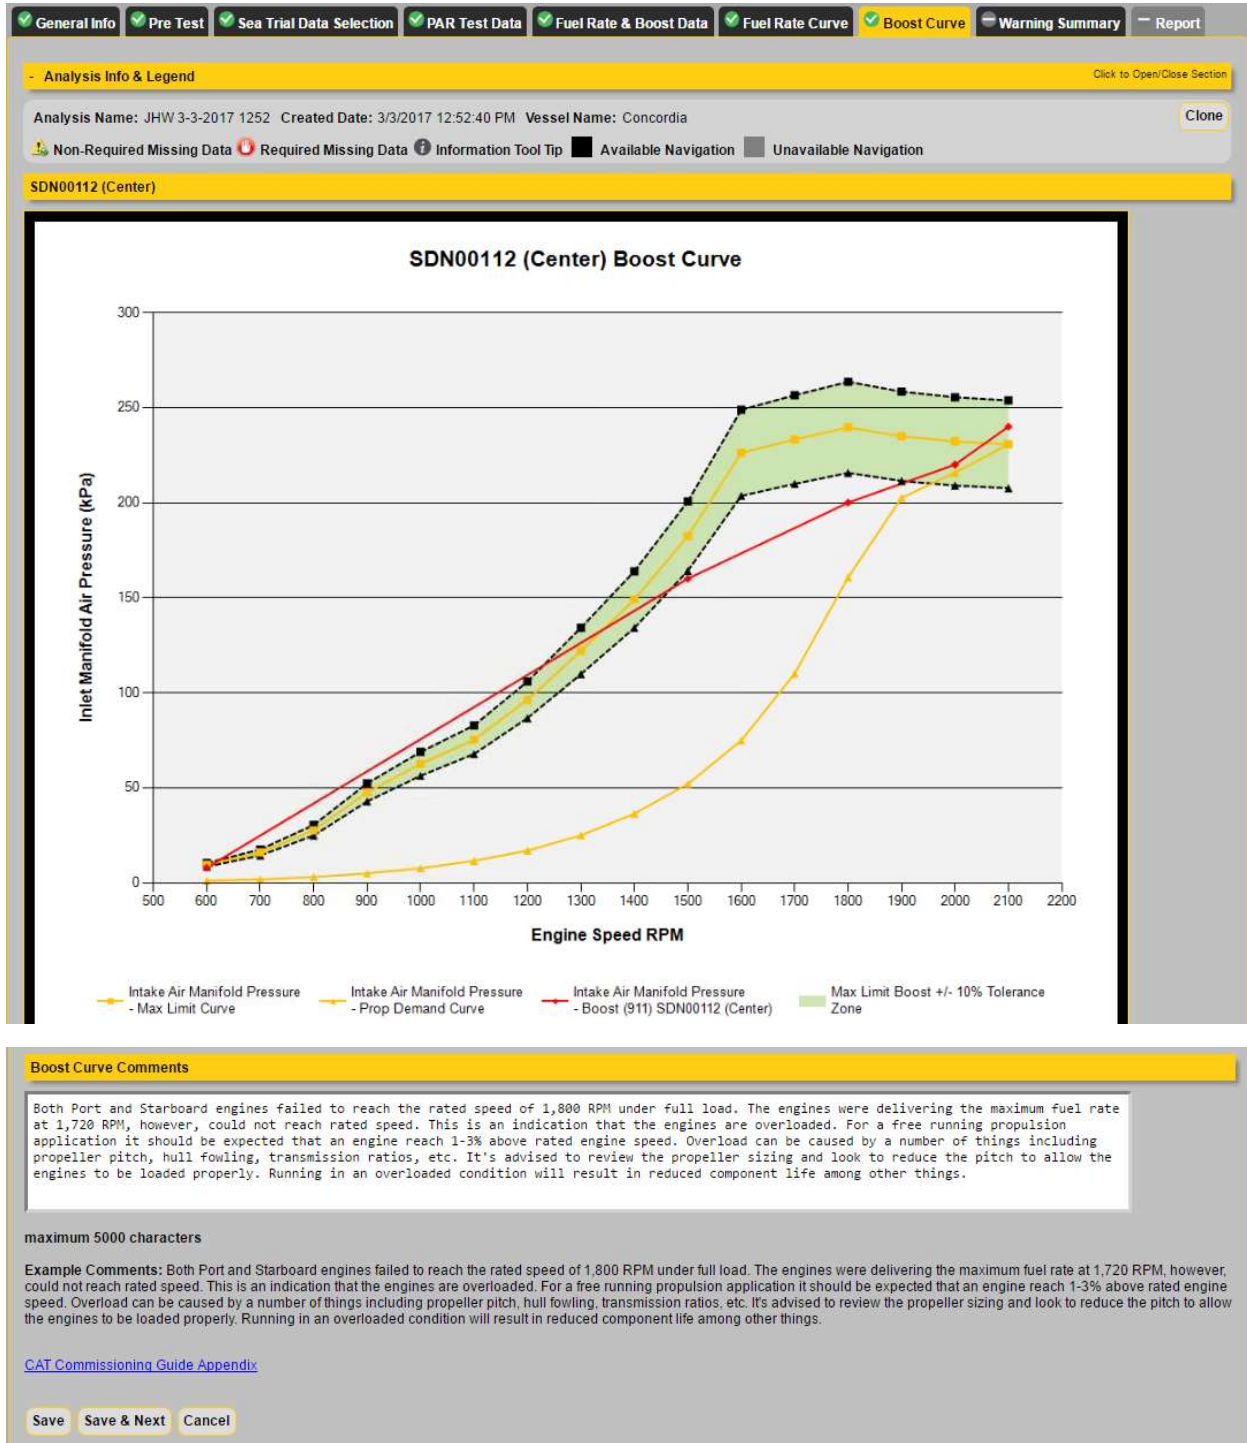 General Info Pre Test Sea Trial Data Selection PAR Test Data Fuel Rate & Boost Data Fuel Rate Curve Boost Curve Warning Summary Report
- Analysis Info & Legend Click to Open/Close Section
Analysis Name: JHW 3-3-2017 1252 Created Date: 3/3/2017 12:52:40 PM Vessel Name: Concordia Clone
Non-Required Missing Data Required Missing Data Information Tool Tip Available Navigation Unavailable Navigation
SDN00112 (Center)
SDN00112 (Center) Boost Curve
Inlet Manifold Air Pressure (kPa)
300
250
200
150
100
50
0
500 600 700 800 900 1000 1100 1200 1300 1400 1500 1600 1700 1800 1900 2000 2100 2200
Engine Speed RPM
Intake Air Manifold Pressure
- Max Limit Curve
Intake Air Manifold Pressure
- Prop Demand Curve
Intake Air Manifold Pressure
- Boost (911) SDN00112 (Center)
Max Limit Boost +/- 10% Tolerance
Zone
Boost Curve Comments
Both Port and Starboard engines failed to reach the rated speed of 1,800 RPM under full load. The engines were delivering the maximum fuel rate
at 1,720 RPM, however, could not reach rated speed. This is an indication that the engines are overloaded. For a free running propulsion
application it should be expected that an engine reach 1-3% above rated engine speed. Overload can be caused by a number of things including
propeller pitch, hull fowling, transmission ratios, etc. It's advised to review the propeller sizing and look to reduce the pitch to allow the
engines to be loaded properly. Running in an overloaded condition will result in reduced component life among other things.
maximum 5000 characters
Example Comments: Both Port and Starboard engines failed to reach the rated speed of 1,800 RPM under full load. The engines were delivering the maximum fuel rate at 1,720 RPM, however,
could not reach rated speed. This is an indication that the engines are overloaded. For a free running propulsion application it should be expected that an engine reach 1-3% above rated engine
speed. Overload can be caused by a number of things including propeller pitch, hull fowling, transmission ratios, etc. It's advised to review the propeller sizing and look to reduce the pitch to allow
the engines to be loaded properly. Running in an overloaded condition will result in reduced component life among other things.
CAT Commissioning Guide Appendix
Save Save & Next Cancel